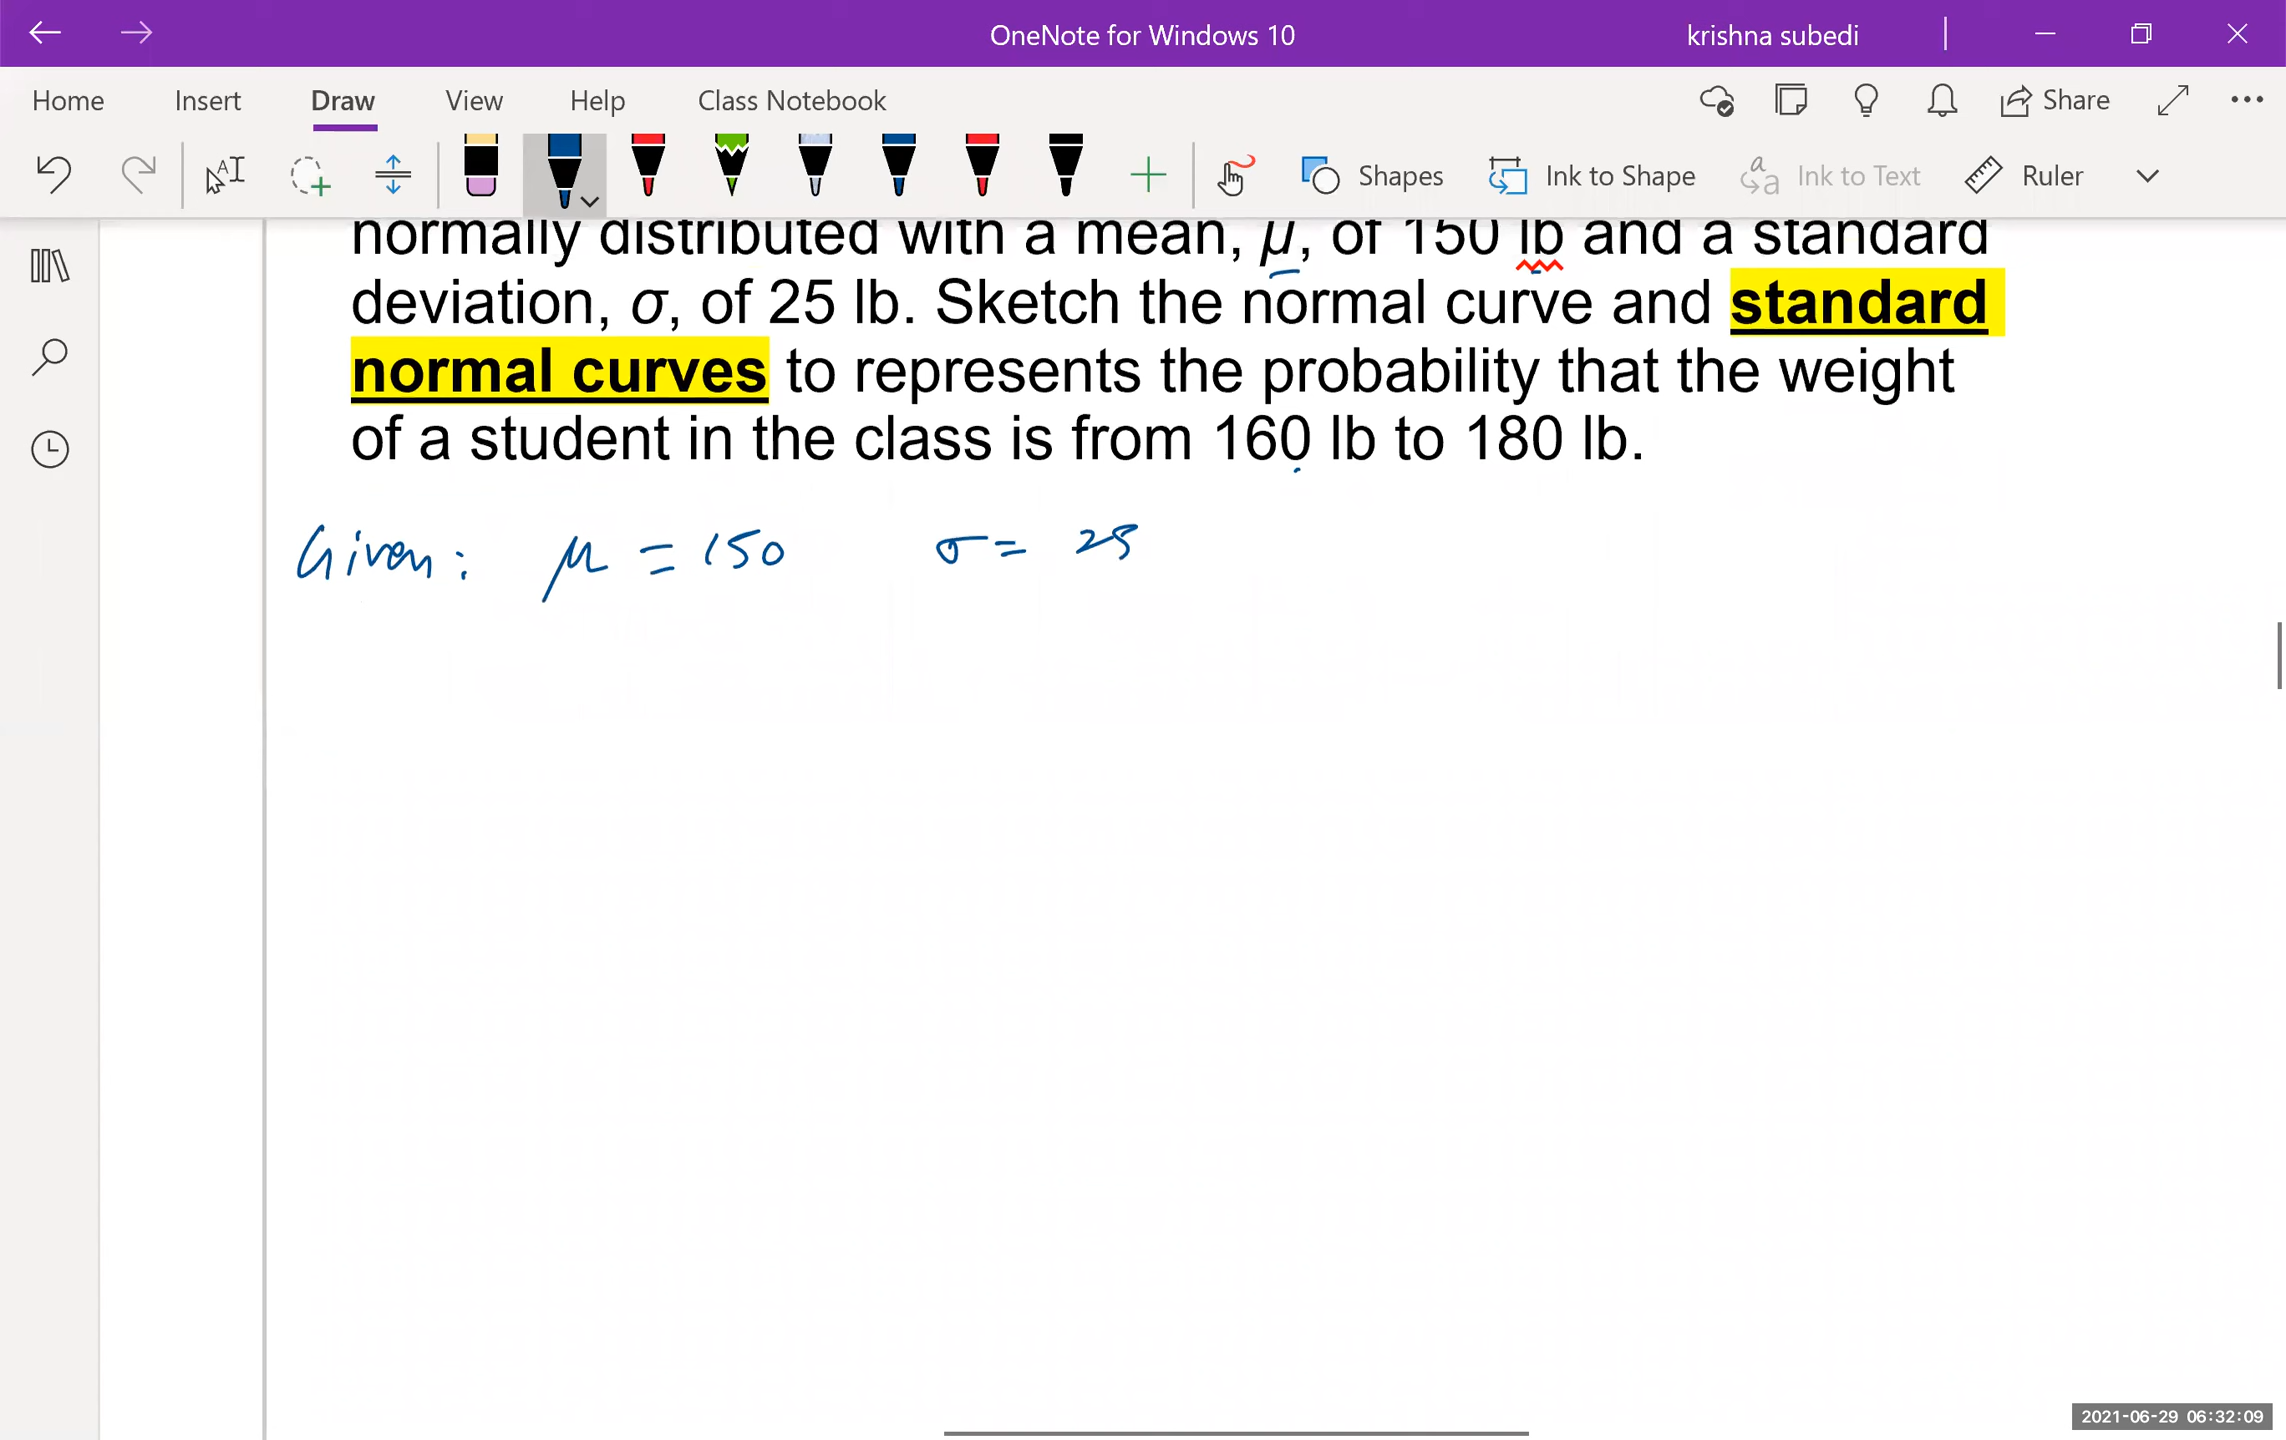 OneNote for Windows 10
krishna subedi
Home Insert Draw View Help Class Notebook Share
Shapes Ink to Shape Ink to Text Ruler
normally distributed with a mean, μ, of 150 lb and a standard
deviation, σ, of 25 lb. Sketch the normal curve and standard
normal curves to represents the probability that the weight
of a student in the class is from 160 lb to 180 lb.
Given: μ = 150 σ = 25
2021-06-29 06:32:09